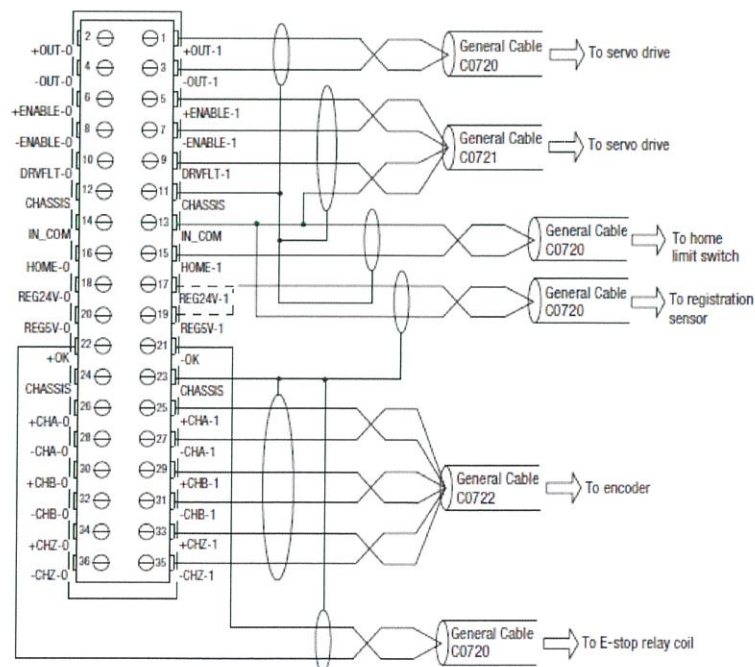 2 1
+OUT-0 +OUT-1
4 3
-OUT-0 -OUT-1
6 5
+ENABLE-0 +ENABLE-1
8 7
-ENABLE-0 -ENABLE-1
10 9
DRVFLT-0 DRVFLT-1
12 11
CHASSIS CHASSIS
14 13
IN_COM IN_COM
16 15
HOME-0 HOME-1
18 17
REG24V-0 REG24V-1
20 19
REG5V-0 REG5V-1
22 21
+OK -OK
24 23
CHASSIS CHASSIS
26 25
+CHA-0 +CHA-1
28 27
-CHA-0 -CHA-1
30 29
+CHB-0 +CHB-1
32 31
-CHB-0 -CHB-1
34 33
+CHZ-0 +CHZ-1
36 35
-CHZ-0 -CHZ-1
General Cable
C0720
To servo drive
General Cable
C0721
To servo drive
General Cable
C0720
To home
limit switch
General Cable
C0720
To registration
sensor
General Cable
C0722
To encoder
General Cable
C0720
To E-stop relay coil